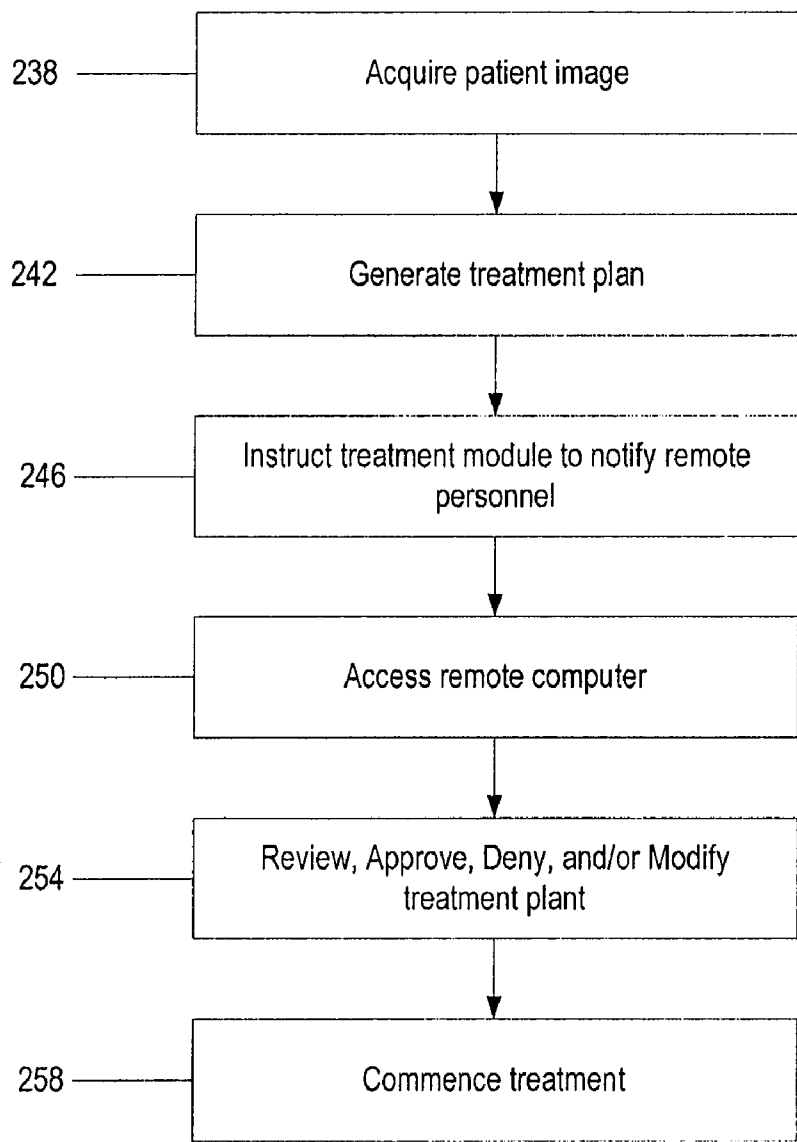 238
Acquire patient image
242
Generate treatment plan
246
Instruct treatment module to notify remote
personnel
250
Access remote computer
254
Review, Approve, Deny, and/or Modify
treatment plant
258
Commence treatment